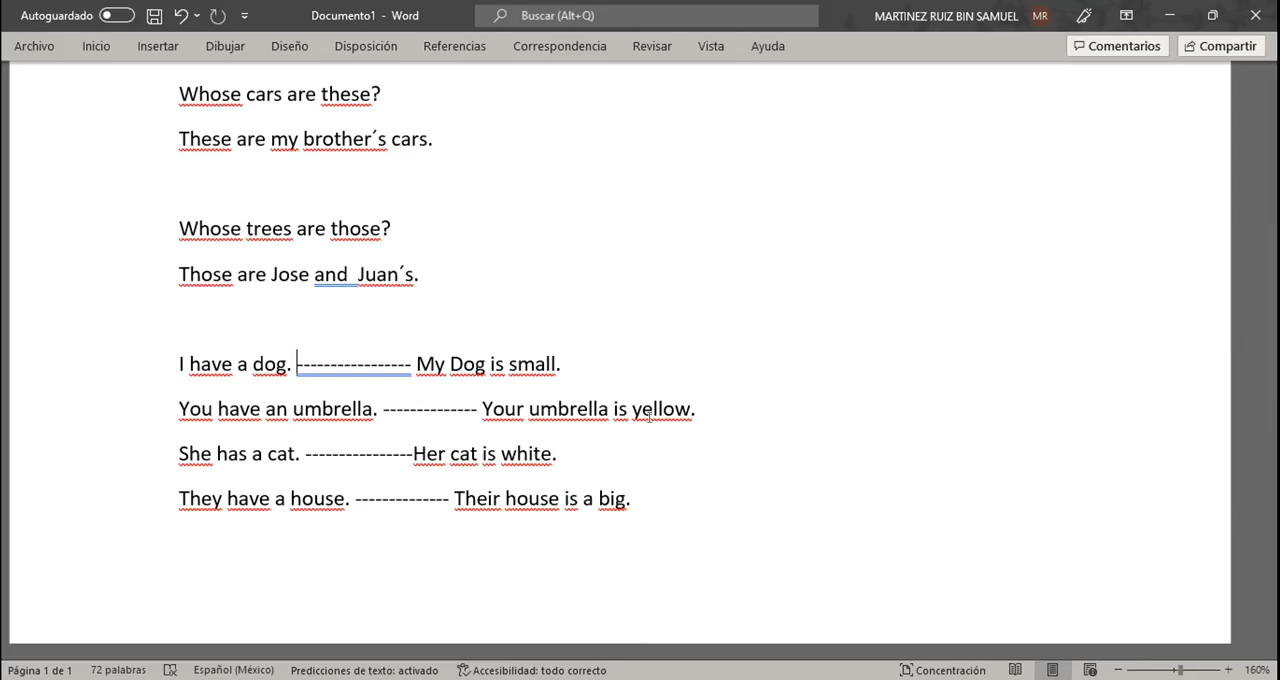 Autoguardado Documento1 - Word Buscar (Alt+Q) MARTINEZ RUIZ BIN SAMUEL MR
Archivo Inicio Insertar Dibujar Diseño Disposición Referencias Correspondencia Revisar Vista Ayuda Comentarios Compartir
Whose cars are these?
These are my brother´s cars.
Whose trees are those?
Those are Jose and  Juan´s.
I have a dog. ----------------- My Dog is small.
You have an umbrella. -------------- Your umbrella is yellow.
She has a cat. ----------------Her cat is white.
They have a house. -------------- Their house is a big.
Página 1 de 1 72 palabras Español (México) Predicciones de texto: activado Accesibilidad: todo correcto Concentración 160%